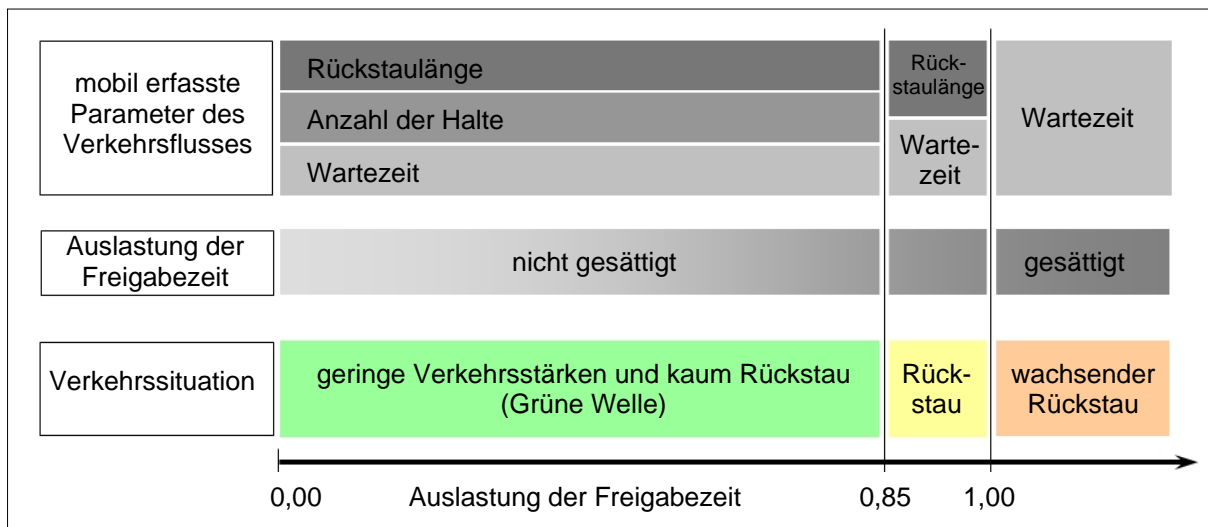 mobil erfasste
Parameter des
Verkehrsflusses
Rückstaulänge
Anzahl der Halte
Wartezeit
Rück-
staulänge
Warte-
zeit
Wartezeit
Auslastung der
Freigabezeit
nicht gesättigt
gesättigt
Verkehrssituation
geringe Verkehrsstärken und kaum Rückstau
(Grüne Welle)
Rück-
stau
wachsender
Rückstau
0,00 Auslastung der Freigabezeit 0,85 1,00